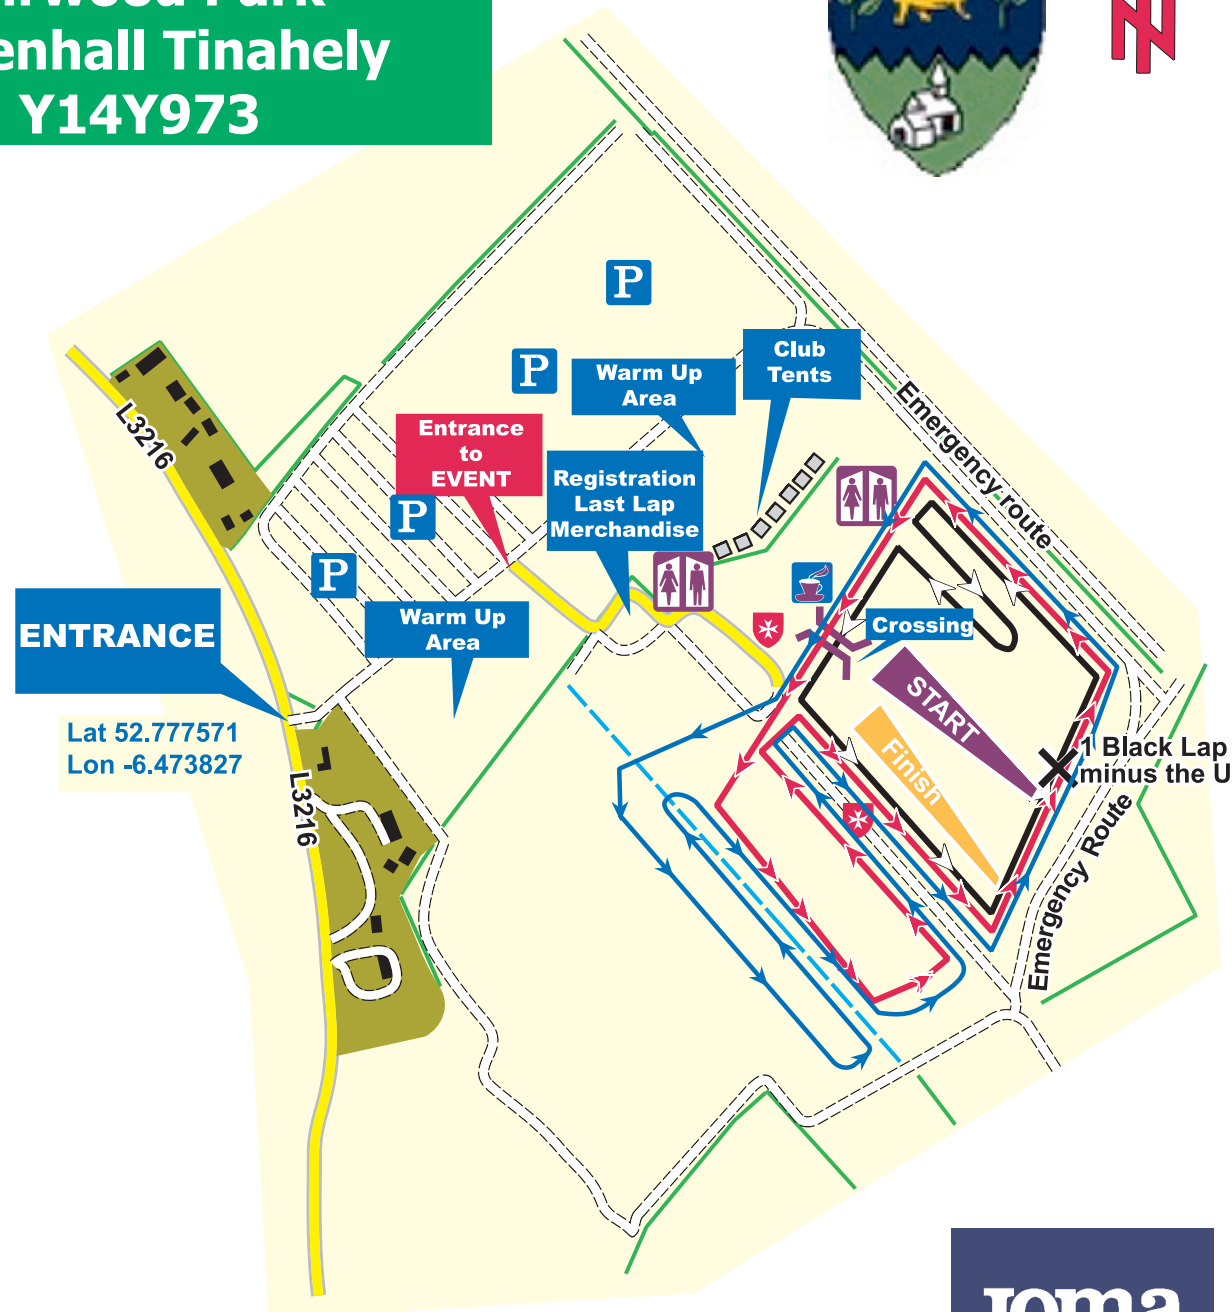 enhall Tinahely
Y14Y973
P
P
Club
Tents
Warm Up
Area
Entrance
to
EVENT
Registration
Last Lap
Merchandise
P
P
Warm Up
Area
ENTRANCE
Lat 52.777571
Lon -6.473827
L3216
L3216
Emergency route
Crossing
START
Finish
1 Black Lap
minus the U
Emergency Route